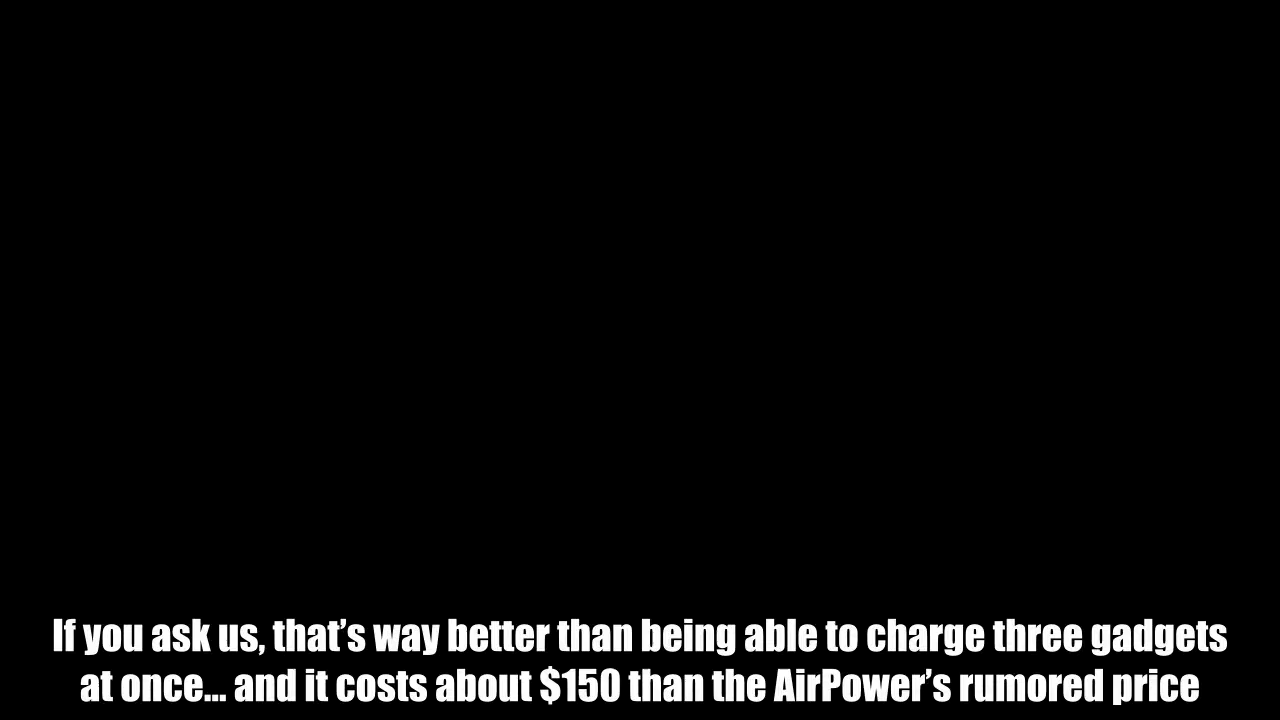 If you ask us, that’s way better than being able to charge three gadgets
at once... and it costs about $150 than the AirPower’s rumored price